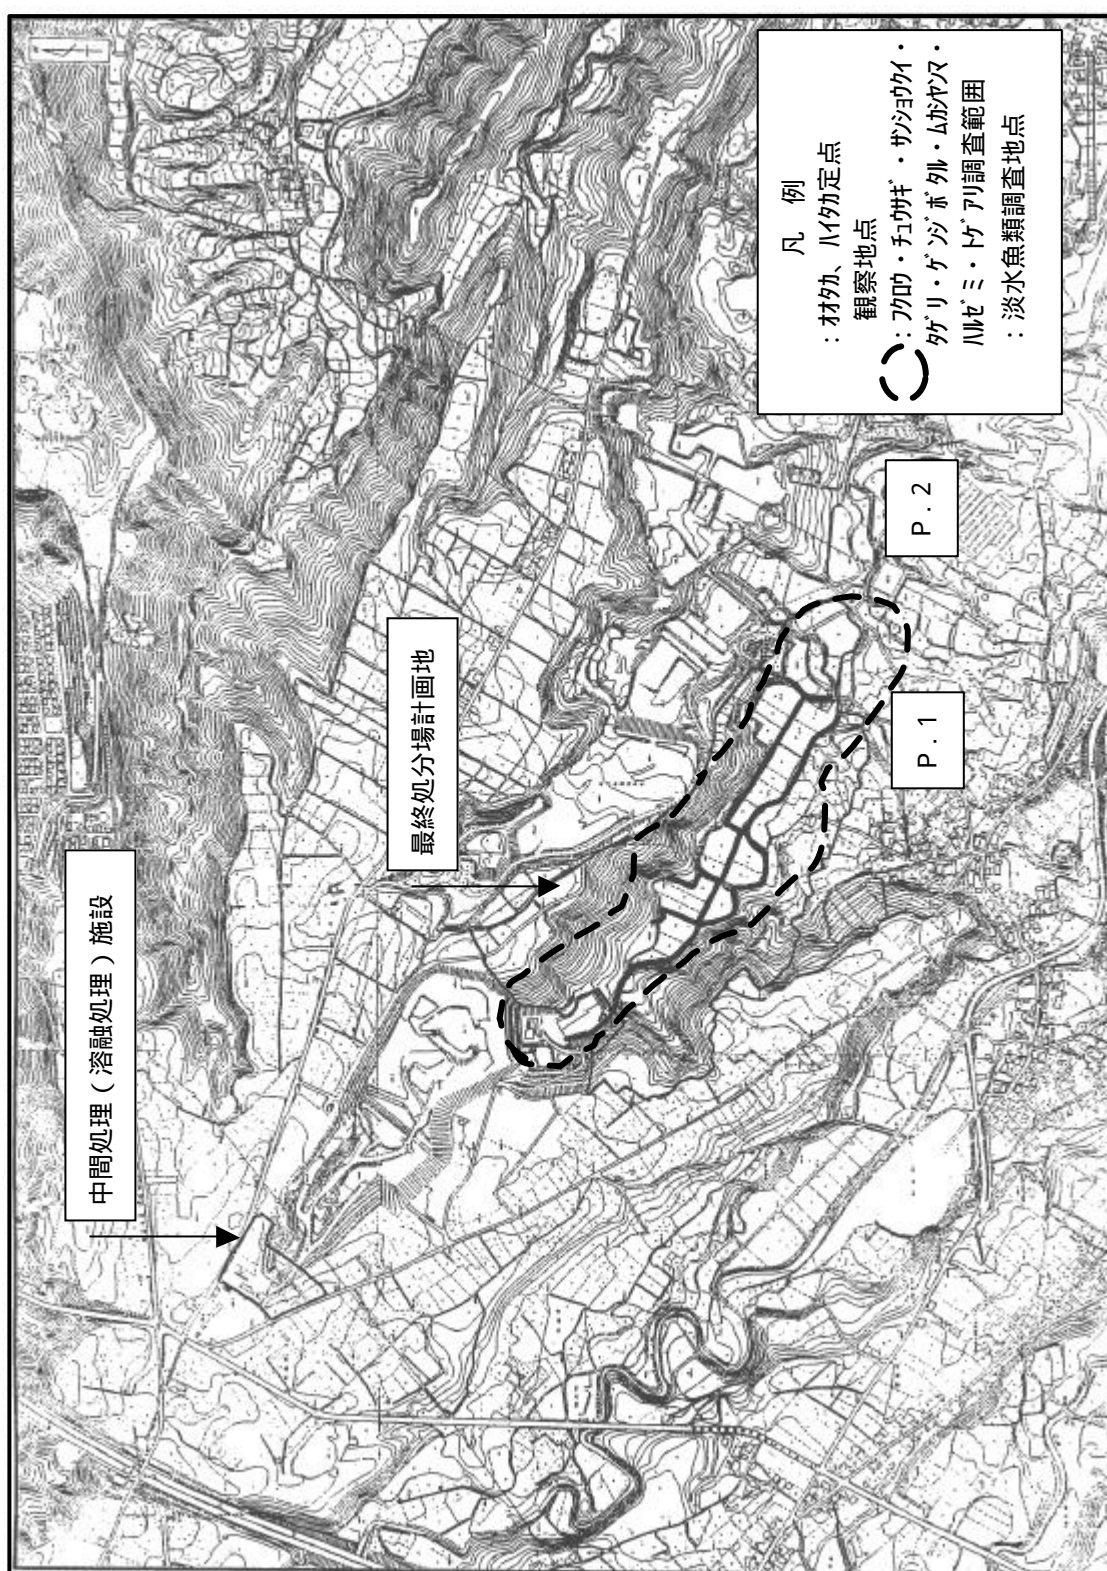 中間処理（溶融処理）施設
最終処分場計画地
P．1
P．2
凡　例
：オオタカ、ハイタカ定点
観察地点
：フクロウ・チュウサギ・サンショウクイ・
タゲリ・ゲンジボタル・ムカシヤンマ・
ハルゼミ・トゲアリ調査範囲
：淡水魚類調査地点